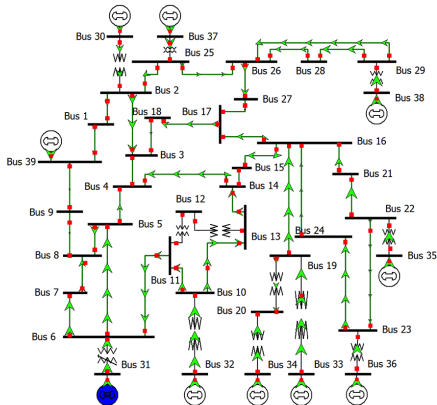 Bus 30
Bus 37
Bus 25
Bus 26
Bus 28
Bus 29
Bus 2
Bus 38
Bus 27
Bus 18
Bus 17
Bus 1
Bus 39
Bus 3
Bus 16
Bus 15
Bus 4
Bus 14
Bus 21
Bus 12
Bus 9
Bus 5
Bus 22
Bus 13
Bus 24
Bus 8
Bus 35
Bus 11
Bus 19
Bus 7
Bus 10
Bus 20
Bus 6
Bus 23
Bus 31
Bus 32
Bus 34
Bus 33
Bus 36